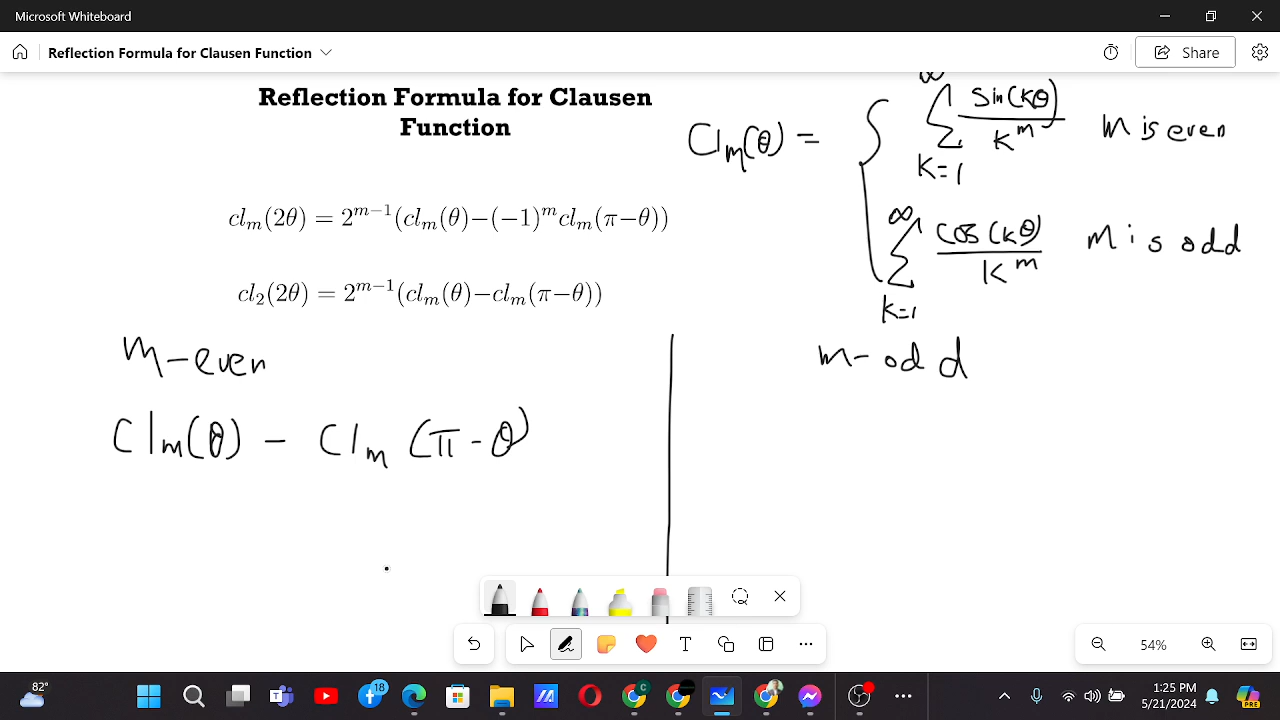 Microsoft Whiteboard
Reflection Formula for Clausen Function
Share
Reflection Formula for Clausen
Function
cl_m(2θ) = 2^{m−1}(cl_m(θ)−(−1)^m cl_m(π−θ))
cl_2(2θ) = 2^{m−1}(cl_m(θ)−cl_m(π−θ))
Cl_m(θ) = { ∑_{k=1}^{∞} sin(kθ)/k^m m is even
∑_{k=1}^{∞} cos(kθ)/k^m m is odd
m-even
m-odd
Cl_m(θ) - Cl_m(π-θ)
54%
82°
18
1:25 PM
5/21/2024
PRE